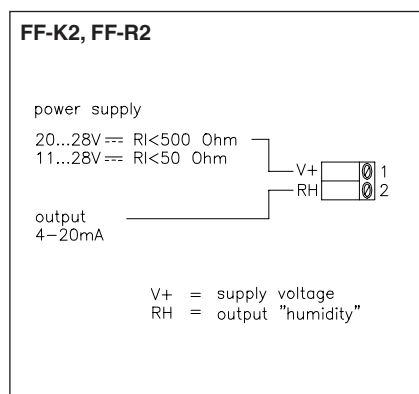 FF-K2, FF-R2
power supply
20...28V⎓ RI<500 Ohm
11...28V⎓ RI<50 Ohm
V+ 1
RH 2
output
4-20mA
V+ = supply voltage
RH = output "humidity"